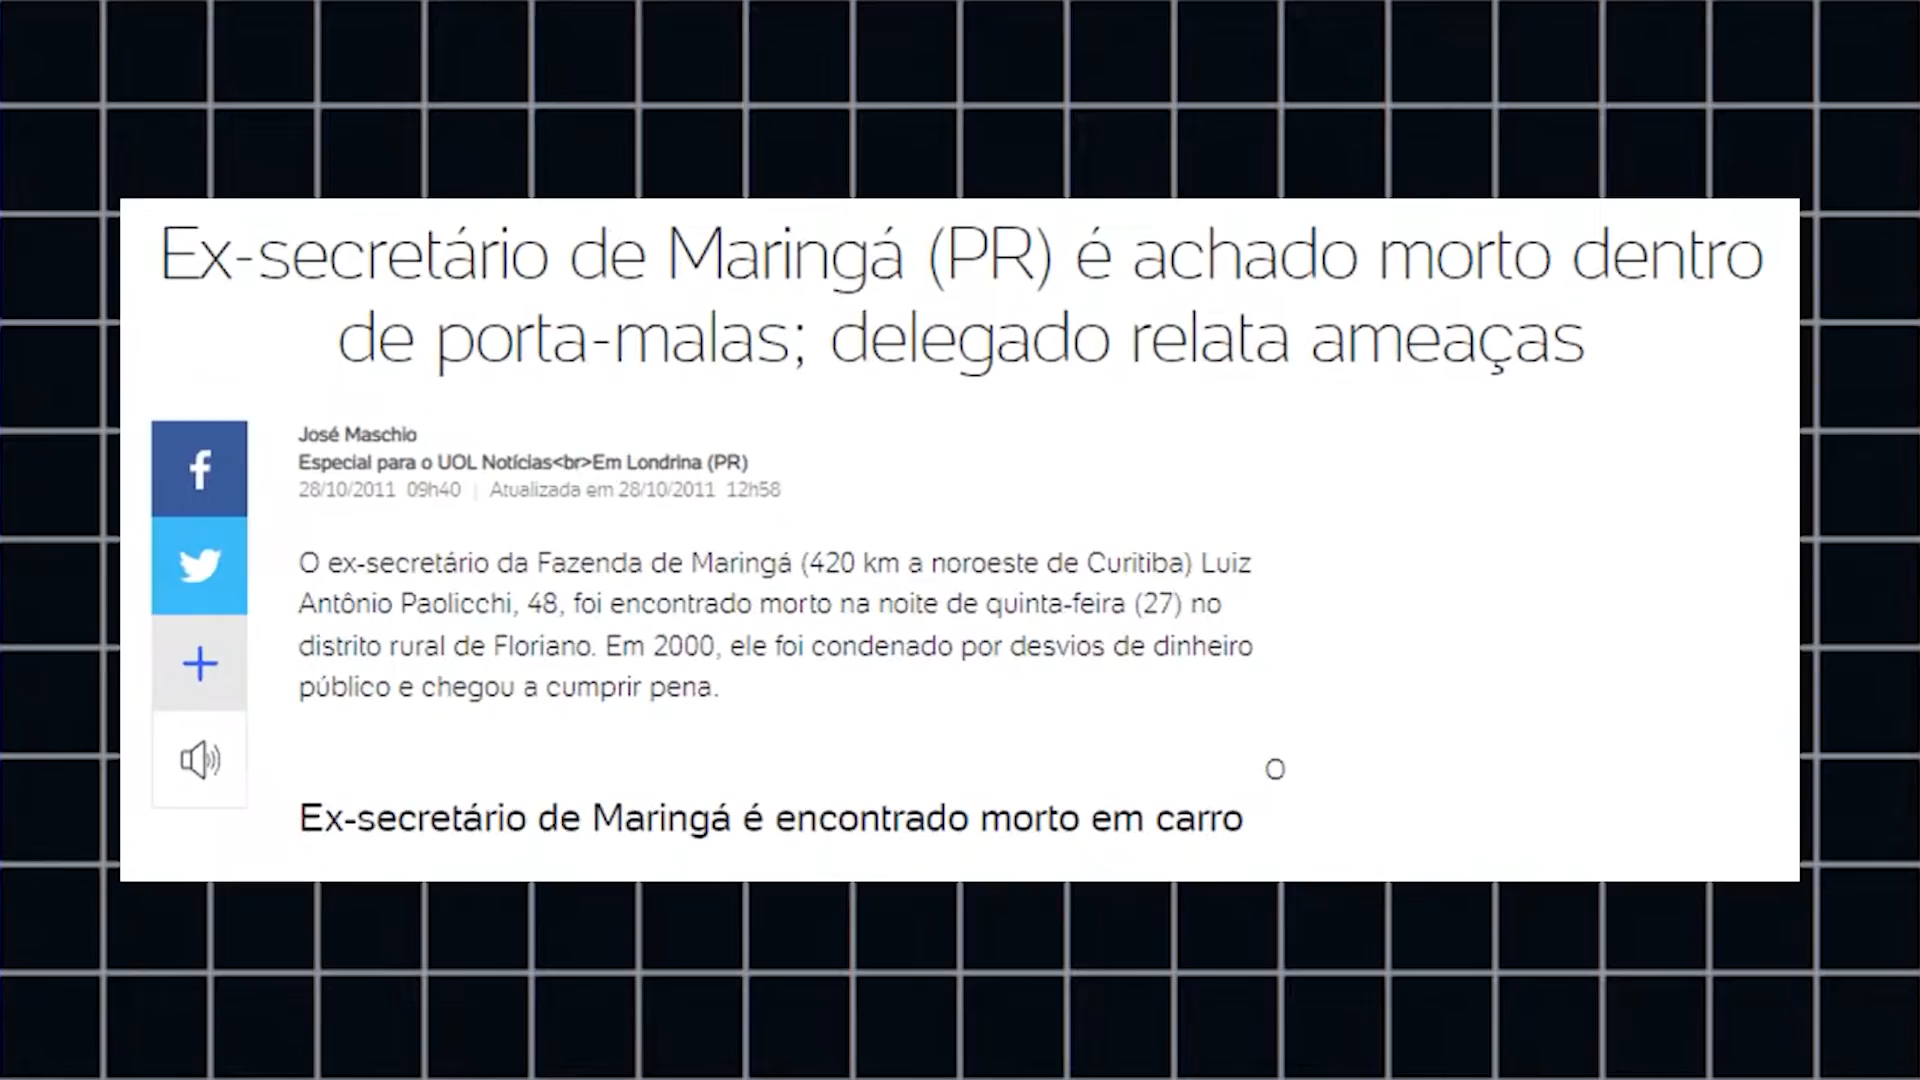 Ex-secretário de Maringá (PR) é achado morto dentro
de porta-malas; delegado relata ameaças
José Maschio
Especial para o UOL Notícias<br>Em Londrina (PR)
28/10/2011 09h40 | Atualizada em 28/10/2011 12h58
O ex-secretário da Fazenda de Maringá (420 km a noroeste de Curitiba) Luiz
Antônio Paolicchi, 48, foi encontrado morto na noite de quinta-feira (27) no
distrito rural de Floriano. Em 2000, ele foi condenado por desvios de dinheiro
público e chegou a cumprir pena.
O
Ex-secretário de Maringá é encontrado morto em carro